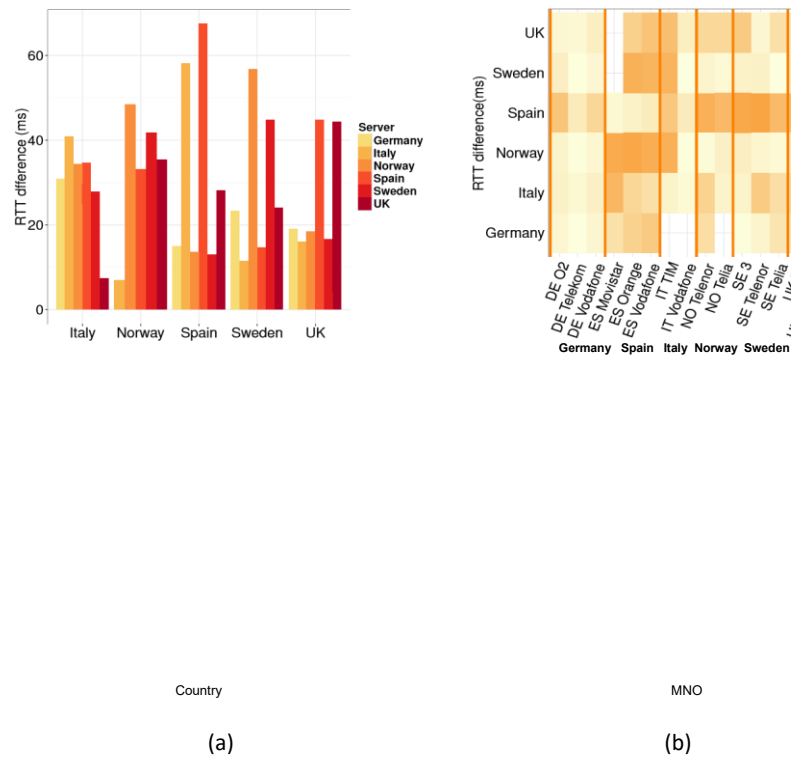 60
40
20
0
RTT dfference (ms)
Italy
Norway
Spain
Sweden
UK
Server
Germany
Italy
Norway
Spain
Sweden
UK
RTT difference(ms)
UK
Sweden
Spain
Norway
Italy
Germany
DE O2
DE Telekom
DE Vodafone
ES Movistar
ES Orange
ES Vodafone
IT TIM
IT Vodafone
NO Telenor
NO Telia
SE 3
SE Telenor
SE Telia
UK
Germany Spain Italy Norway Sweden
Country
MNO
(a)
(b)